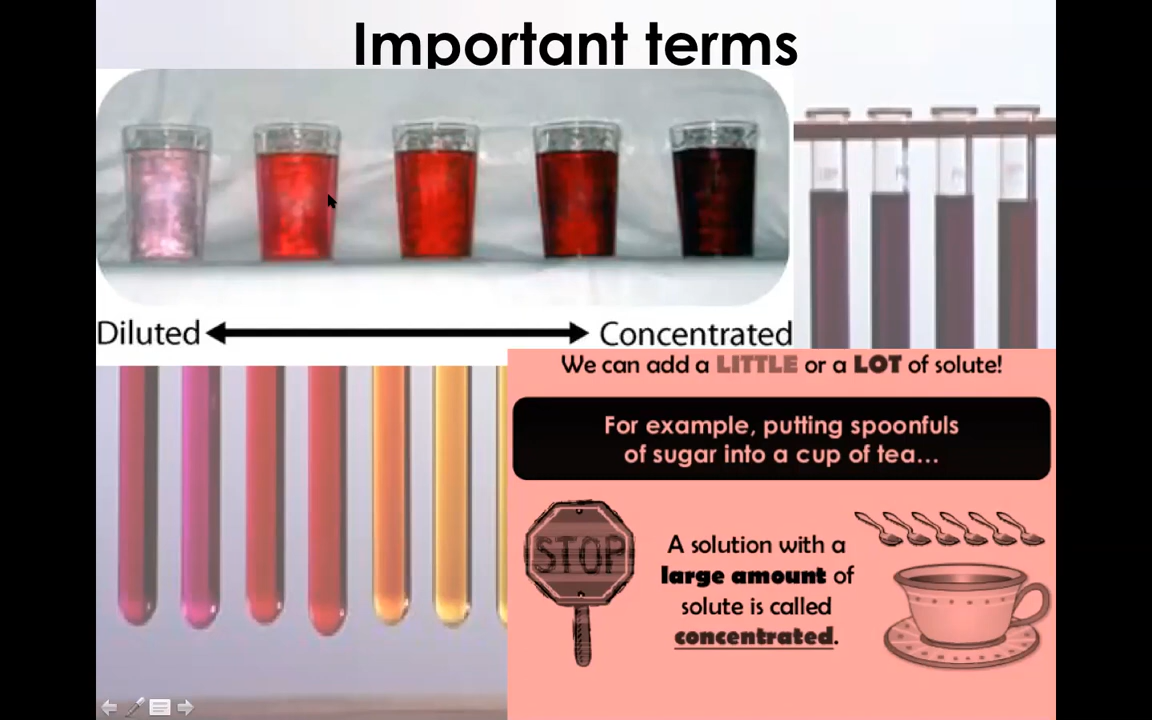 Important terms
Diluted
Concentrated
We can add a LITTLE or a LOT of solute!
For example, putting spoonfuls
of sugar into a cup of tea...
STOP
A solution with a
large amount of
solute is called
concentrated.